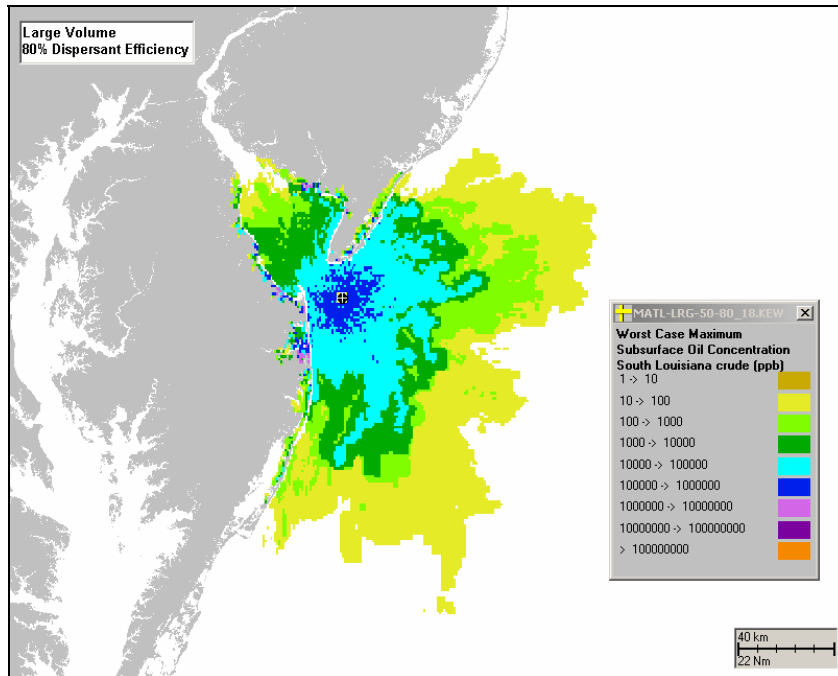 Large Volume
80% Dispersant Efficiency
MATL-LRG-50-80_18.KEW
Worst Case Maximum
Subsurface Oil Concentration
South Louisiana crude (ppb)
1 -> 10
10 -> 100
100 -> 1000
1000 -> 10000
10000 -> 100000
100000 -> 1000000
1000000 -> 10000000
10000000 -> 100000000
> 100000000
40 km
22 Nm